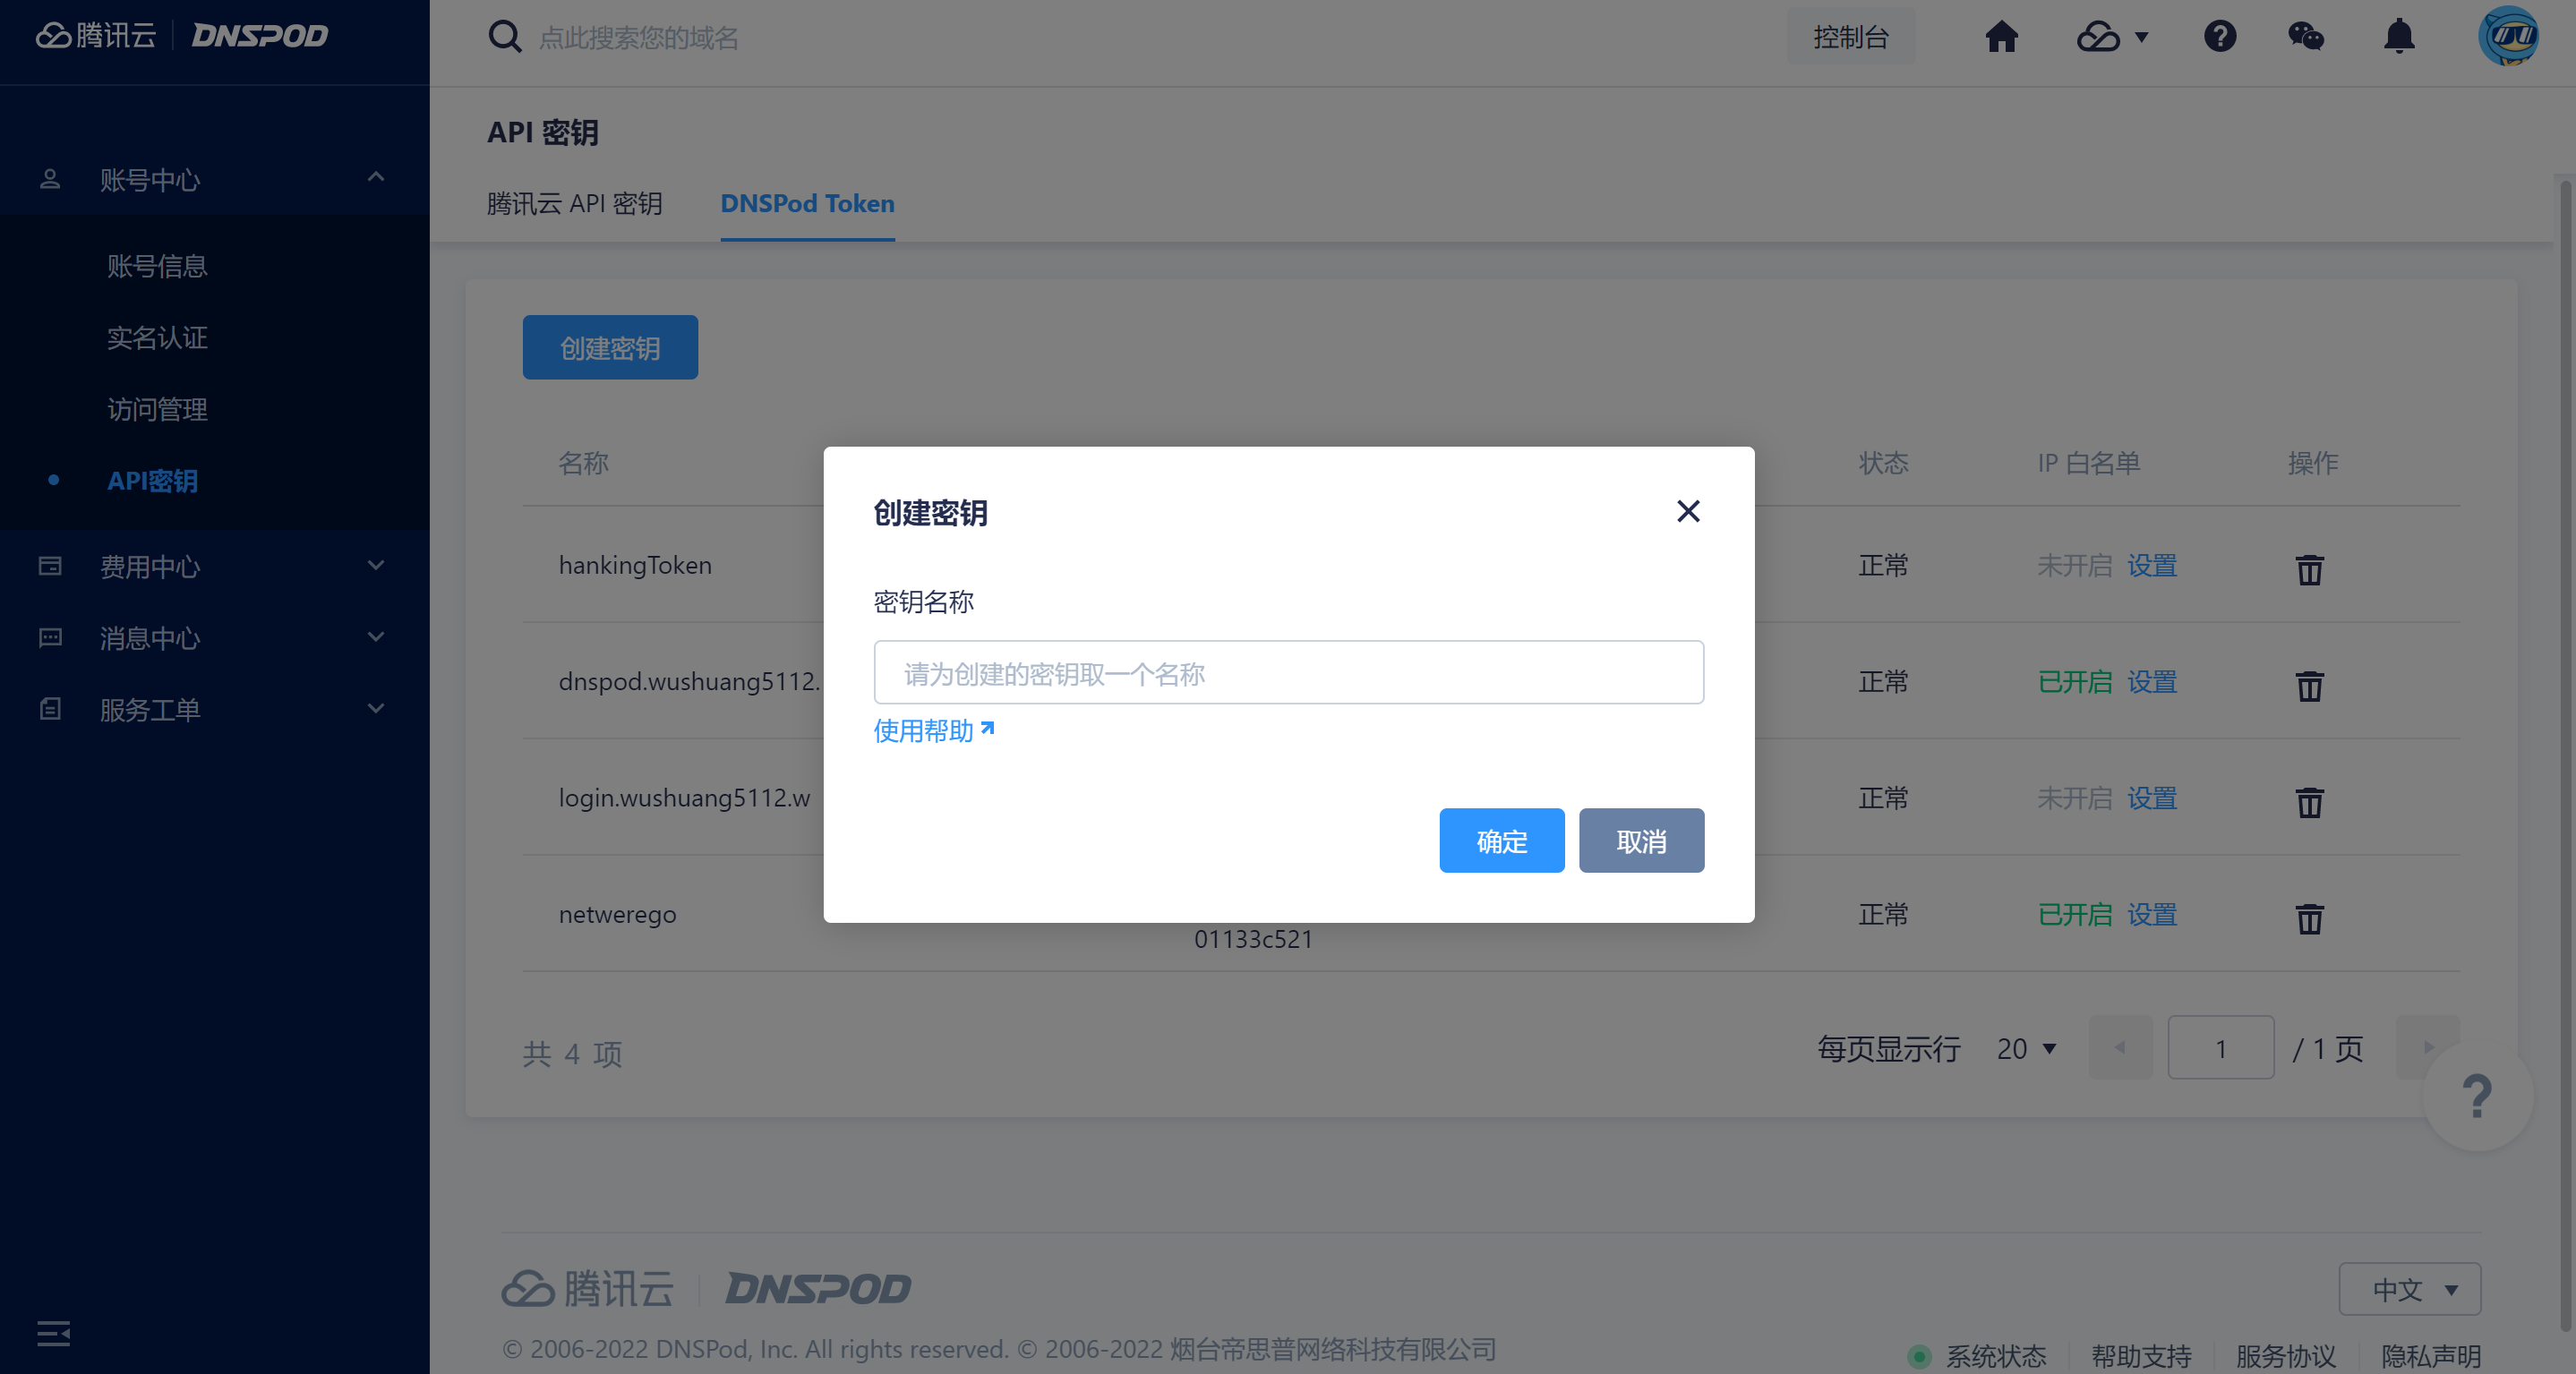 腾讯云 DNSPOD
点此搜索您的域名
控制台
API 密钥
腾讯云 API 密钥 DNSPod Token
账号中心
账号信息
实名认证
访问管理
API密钥
费用中心
消息中心
服务工单
创建密钥
名称 状态 IP 白名单 操作
hankingToken 正常 未开启 设置
dnspod.wushuang5112. 正常 已开启 设置
login.wushuang5112.w 正常 未开启 设置
netwerego 正常 已开启 设置
01133c521
创建密钥
密钥名称
请为创建的密钥取一个名称
使用帮助
确定 取消
共 4 项
每页显示行 20 1 / 1 页
?
腾讯云 DNSPOD
中文
© 2006-2022 DNSPod, Inc. All rights reserved. © 2006-2022 烟台帝思普网络科技有限公司
系统状态 帮助支持 服务协议 隐私声明